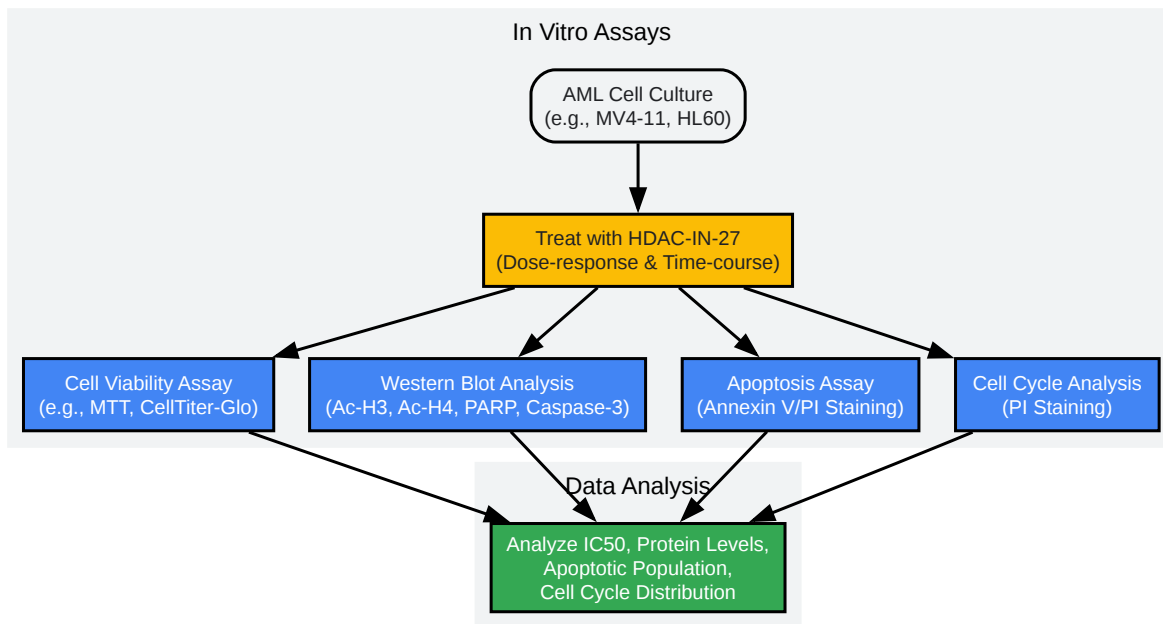 In Vitro Assays
AML Cell Culture
(e.g., MV4-11, HL60)
Treat with HDAC-IN-27
(Dose-response & Time-course)
Cell Viability Assay
(e.g., MTT, CellTiter-Glo)
Western Blot Analysis
(Ac-H3, Ac-H4, PARP, Caspase-3)
Apoptosis Assay
(Annexin V/PI Staining)
Cell Cycle Analysis
(PI Staining)
Data Analysis
Analyze IC50, Protein Levels,
Apoptotic Population,
Cell Cycle Distribution